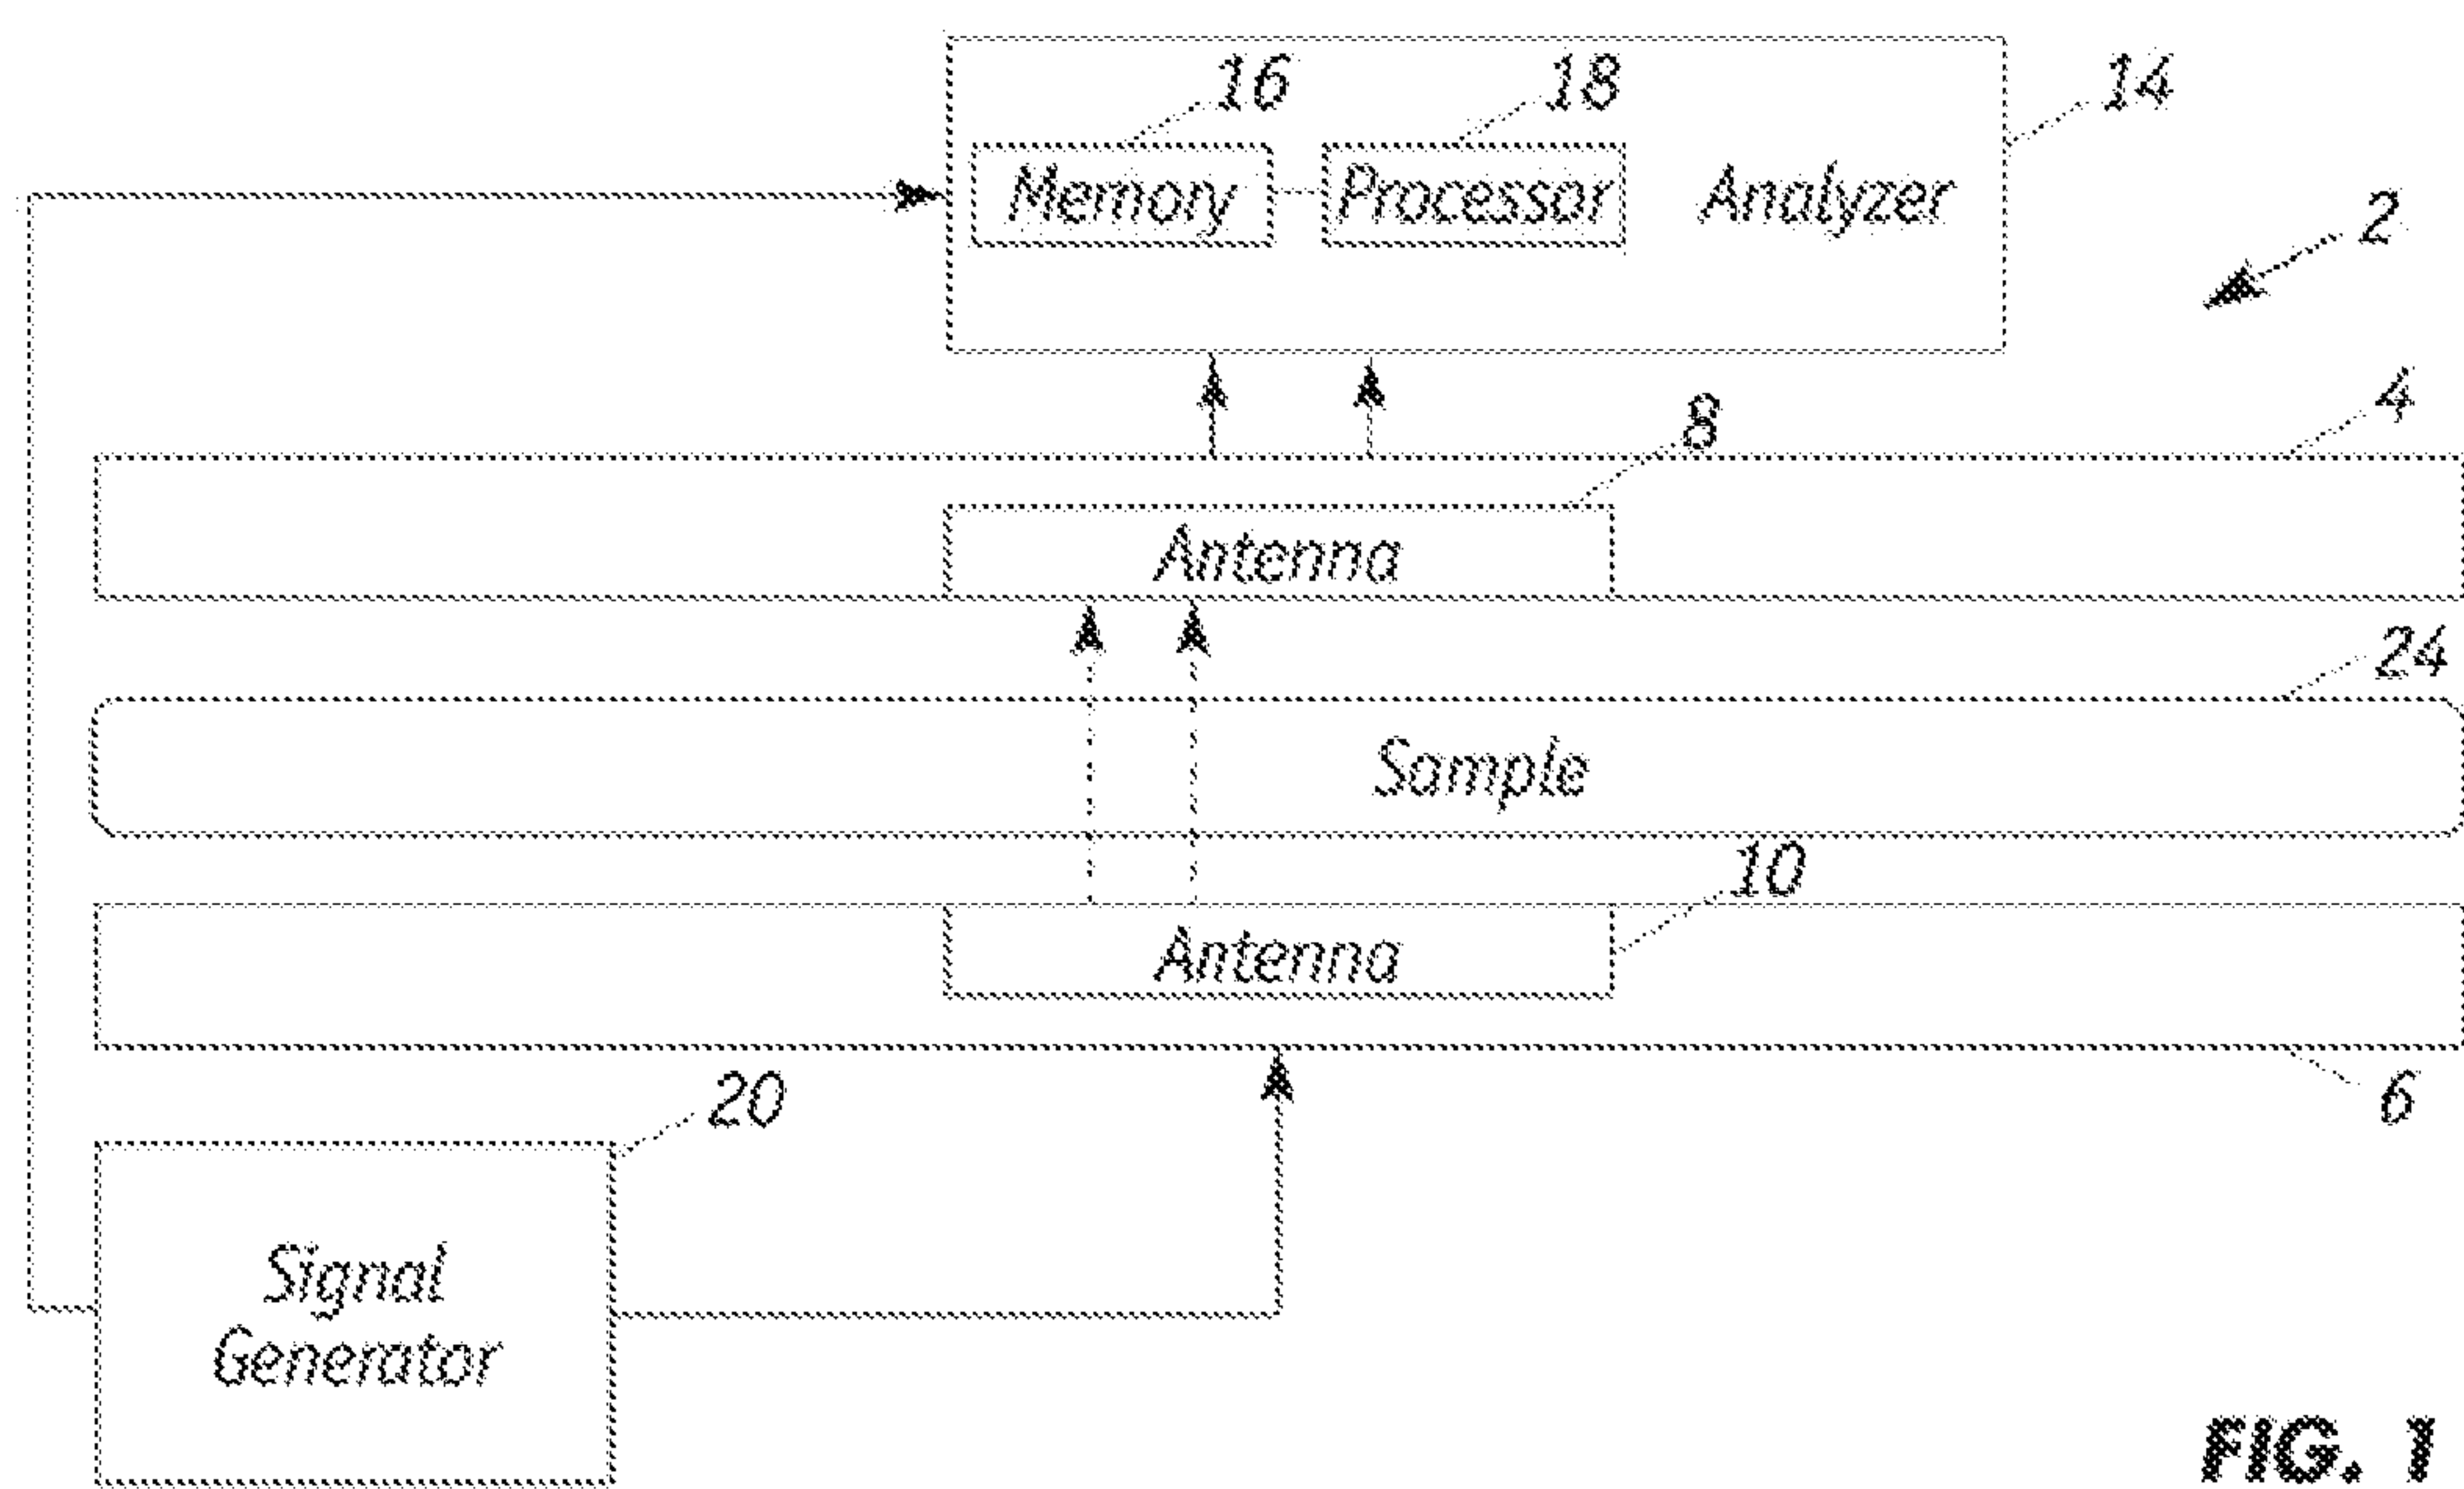 16
18
14
Memory
Processor
Analyzer
2
4
8
Antenna
24
Sample
10
Antenna
6
20
Signal
Generator
FIG. 1